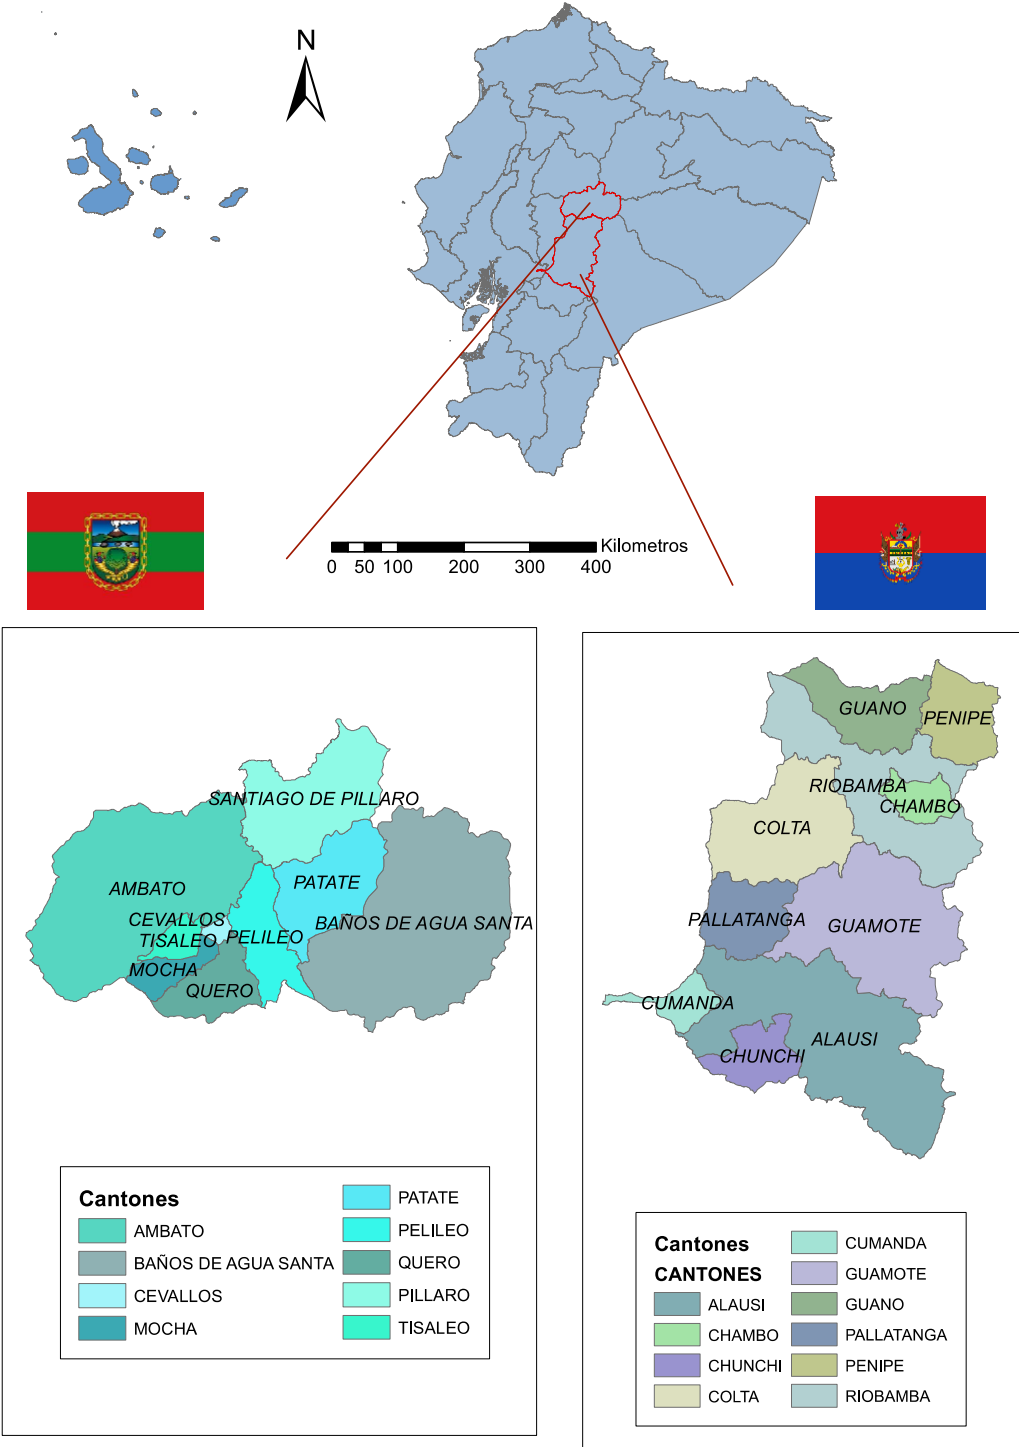 N
Kilometros
0 50 100 200 300 400
SANTIAGO DE PILLARO
AMBATO
PATATE
CEVALLOS
BAÑOS DE AGUA SANTA
TISALEO
PELILEO
MOCHA
QUERO
Cantones
AMBATO
BAÑOS DE AGUA SANTA
CEVALLOS
MOCHA
PATATE
PELILEO
QUERO
PILLARO
TISALEO
GUANO
PENIPE
RIOBAMBA
CHAMBO
COLTA
PALLATANGA
GUAMOTE
CUMANDA
ALAUSI
CHUNCHI
Cantones
CANTONES
ALAUSI
CHAMBO
CHUNCHI
COLTA
CUMANDA
GUAMOTE
GUANO
PALLATANGA
PENIPE
RIOBAMBA